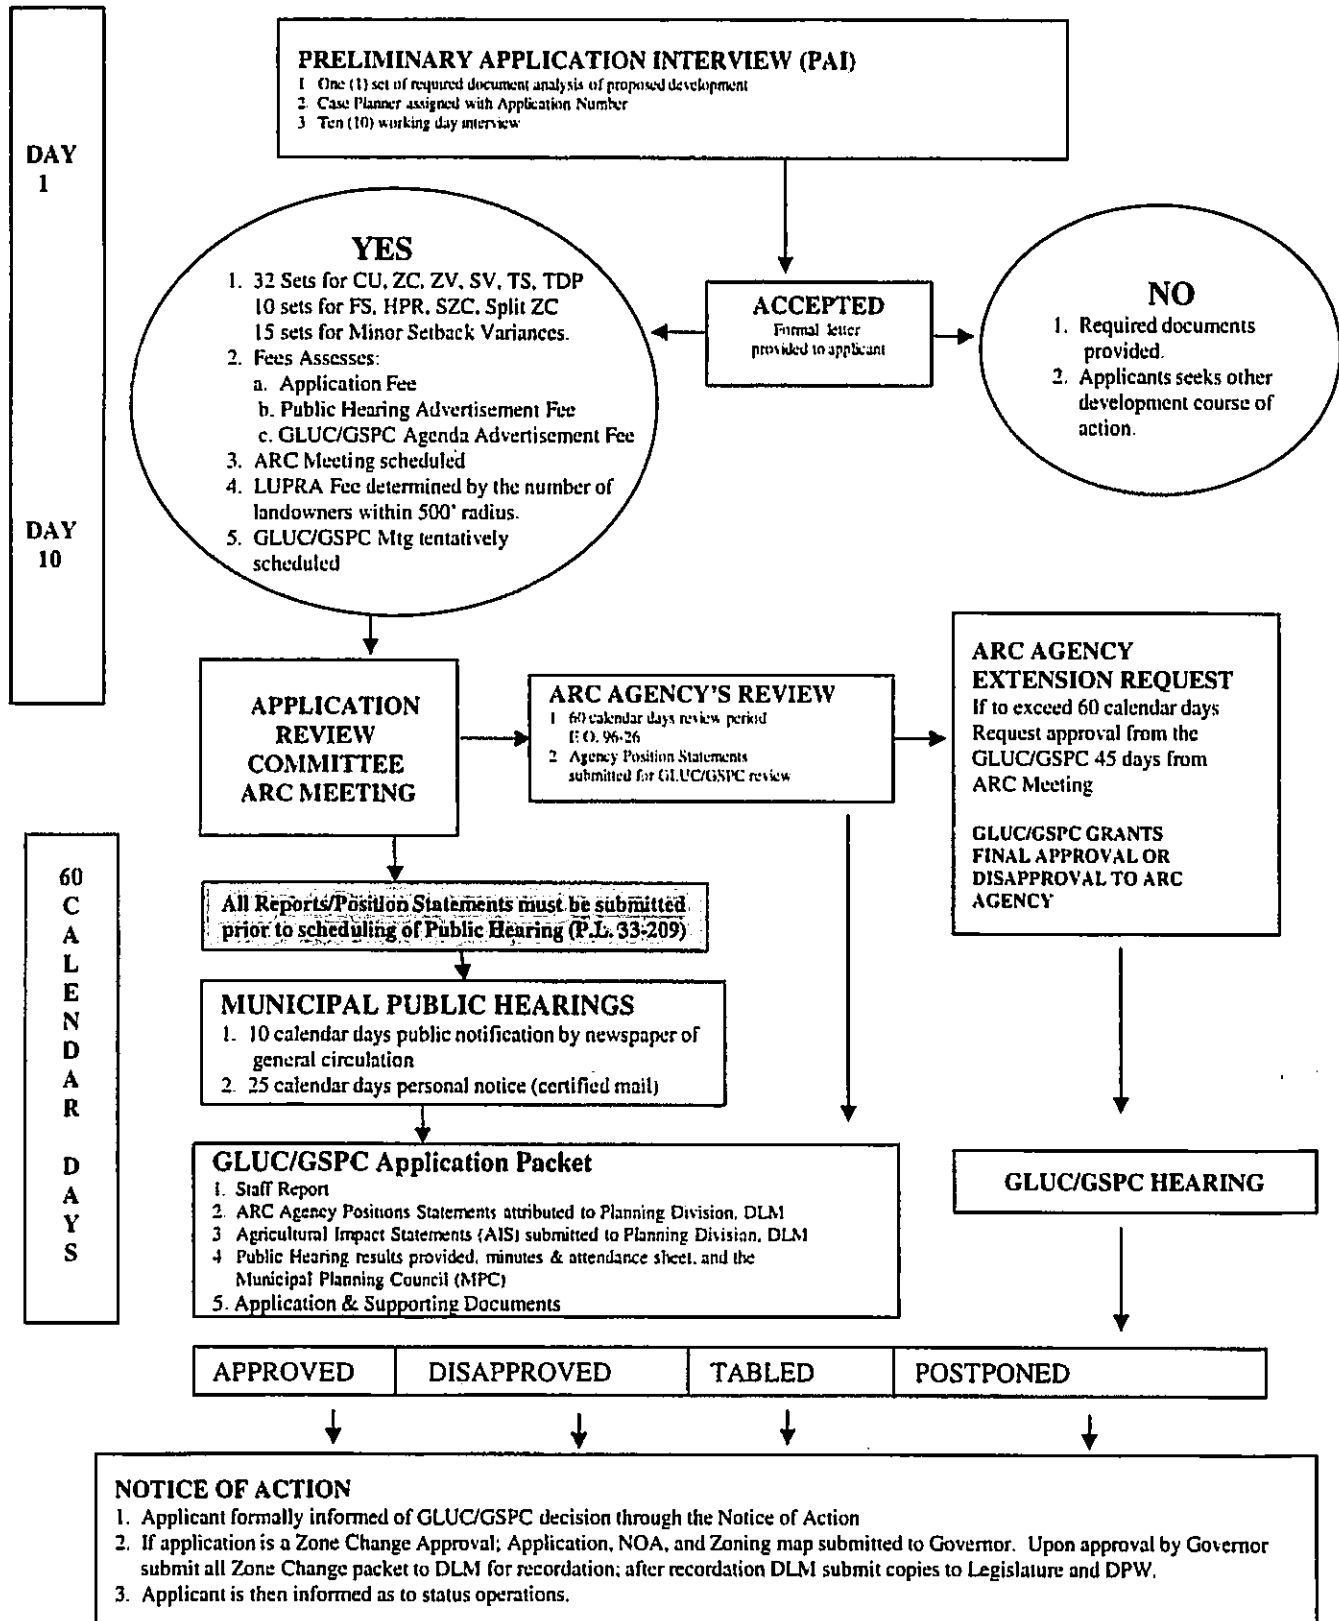 PRELIMINARY APPLICATION INTERVIEW (PAI)
1 One (1) set of required document analysis of proposed development
2 Case Planner assigned with Application Number
3 Ten (10) working day interview
DAY
1
YES
1. 32 Sets for CU, ZC, ZV, SV, TS, TDP
10 sets for FS, HPR, SZC, Split ZC
15 sets for Minor Setback Variances.
2. Fees Assesses:
a. Application Fee
b. Public Hearing Advertisement Fee
c. GLUC/GSPC Agenda Advertisement Fee
3. ARC Meeting scheduled
4. LUPRA Fee determined by the number of
landowners within 500' radius.
5. GLUC/GSPC Mtg tentatively
scheduled
ACCEPTED
Formal letter
provided to applicant
NO
1. Required documents
provided.
2. Applicants seeks other
development course of
action.
DAY
10
APPLICATION
REVIEW
COMMITTEE
ARC MEETING
ARC AGENCY'S REVIEW
1 60 calendar days review period
E.O. 96-26
2 Agency Position Statements
submitted for GLUC/GSPC review
ARC AGENCY
EXTENSION REQUEST
If to exceed 60 calendar days
Request approval from the
GLUC/GSPC 45 days from
ARC Meeting
GLUC/GSPC GRANTS
FINAL APPROVAL OR
DISAPPROVAL TO ARC
AGENCY
60
C
A
L
E
N
D
A
R
D
A
Y
S
All Reports/Position Statements must be submitted
prior to scheduling of Public Hearing (P.L. 33-209)
MUNICIPAL PUBLIC HEARINGS
1. 10 calendar days public notification by newspaper of
general circulation
2. 25 calendar days personal notice (certified mail)
GLUC/GSPC Application Packet
1. Staff Report
2. ARC Agency Positions Statements attributed to Planning Division, DLM
3 Agricultural Impact Statements (AIS) submitted to Planning Division, DLM
4 Public Hearing results provided, minutes & attendance sheet, and the
Municipal Planning Council (MPC)
5. Application & Supporting Documents
GLUC/GSPC HEARING
APPROVED DISAPPROVED TABLED POSTPONED
NOTICE OF ACTION
1. Applicant formally informed of GLUC/GSPC decision through the Notice of Action
2. If application is a Zone Change Approval; Application, NOA, and Zoning map submitted to Governor. Upon approval by Governor
submit all Zone Change packet to DLM for recordation; after recordation DLM submit copies to Legislature and DPW.
3. Applicant is then informed as to status operations.